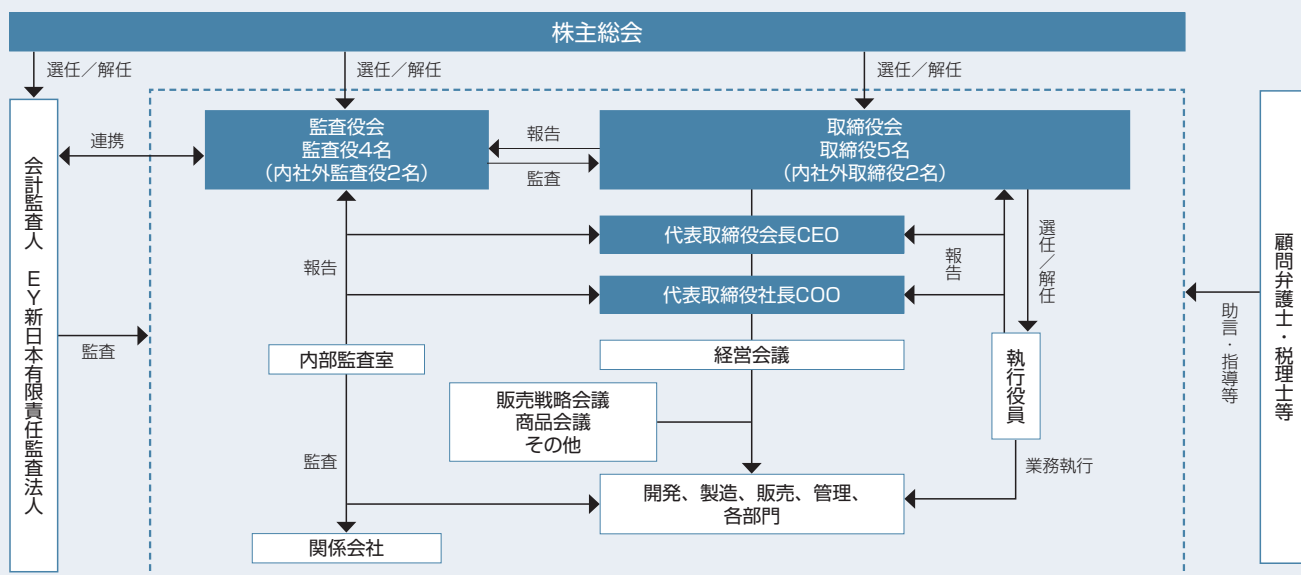 株主総会
選任／解任
選任／解任
選任／解任
会計監査人　EY新日本有限責任監査法人
連携
監査役会
監査役4名
（内社外監査役2名）
報告
監査
取締役会
取締役5名
（内社外取締役2名）
代表取締役会長CEO
代表取締役社長COO
報告
報告
選任／解任
監査
内部監査室
経営会議
執行役員
助言・指導等
顧問弁護士・税理士等
販売戦略会議
商品会議
その他
監査
業務執行
開発、製造、販売、管理、
各部門
関係会社